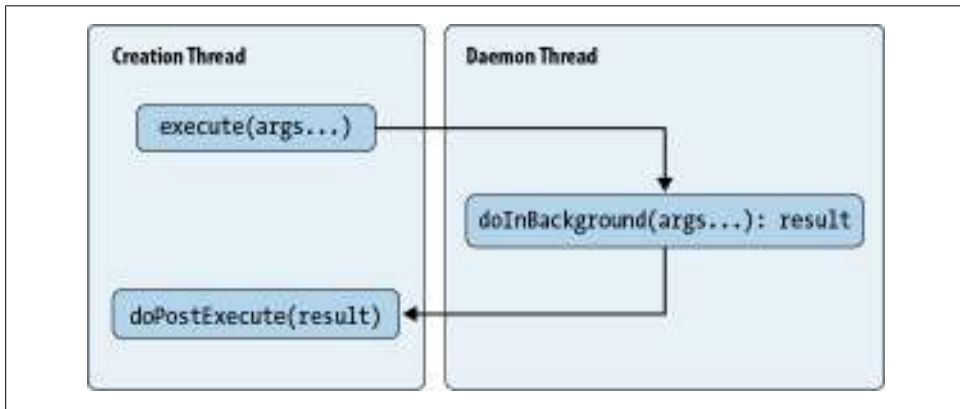 Creation Thread
Daemon Thread
execute(args...)
doInBackground(args...): result
doPostExecute(result)